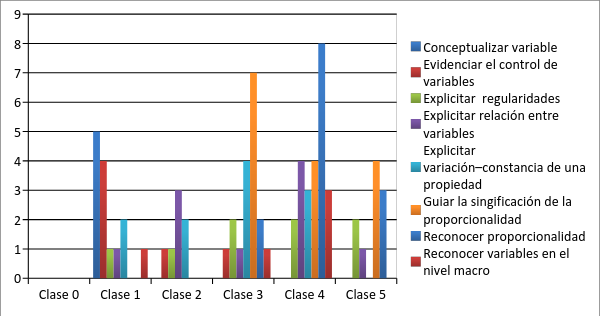 9
8
7
6
5
4
3
2
1
0
Clase 0 Clase 1 Clase 2 Clase 3 Clase 4 Clase 5
Conceptualizar variable
Evidenciar el control de
variables
Explicitar regularidades
Explicitar relación entre
variables
Explicitar
variación–constancia de una
propiedad
Guiar la singificación de la
proporcionalidad
Reconocer proporcionalidad
Reconocer variables en el
nivel macro